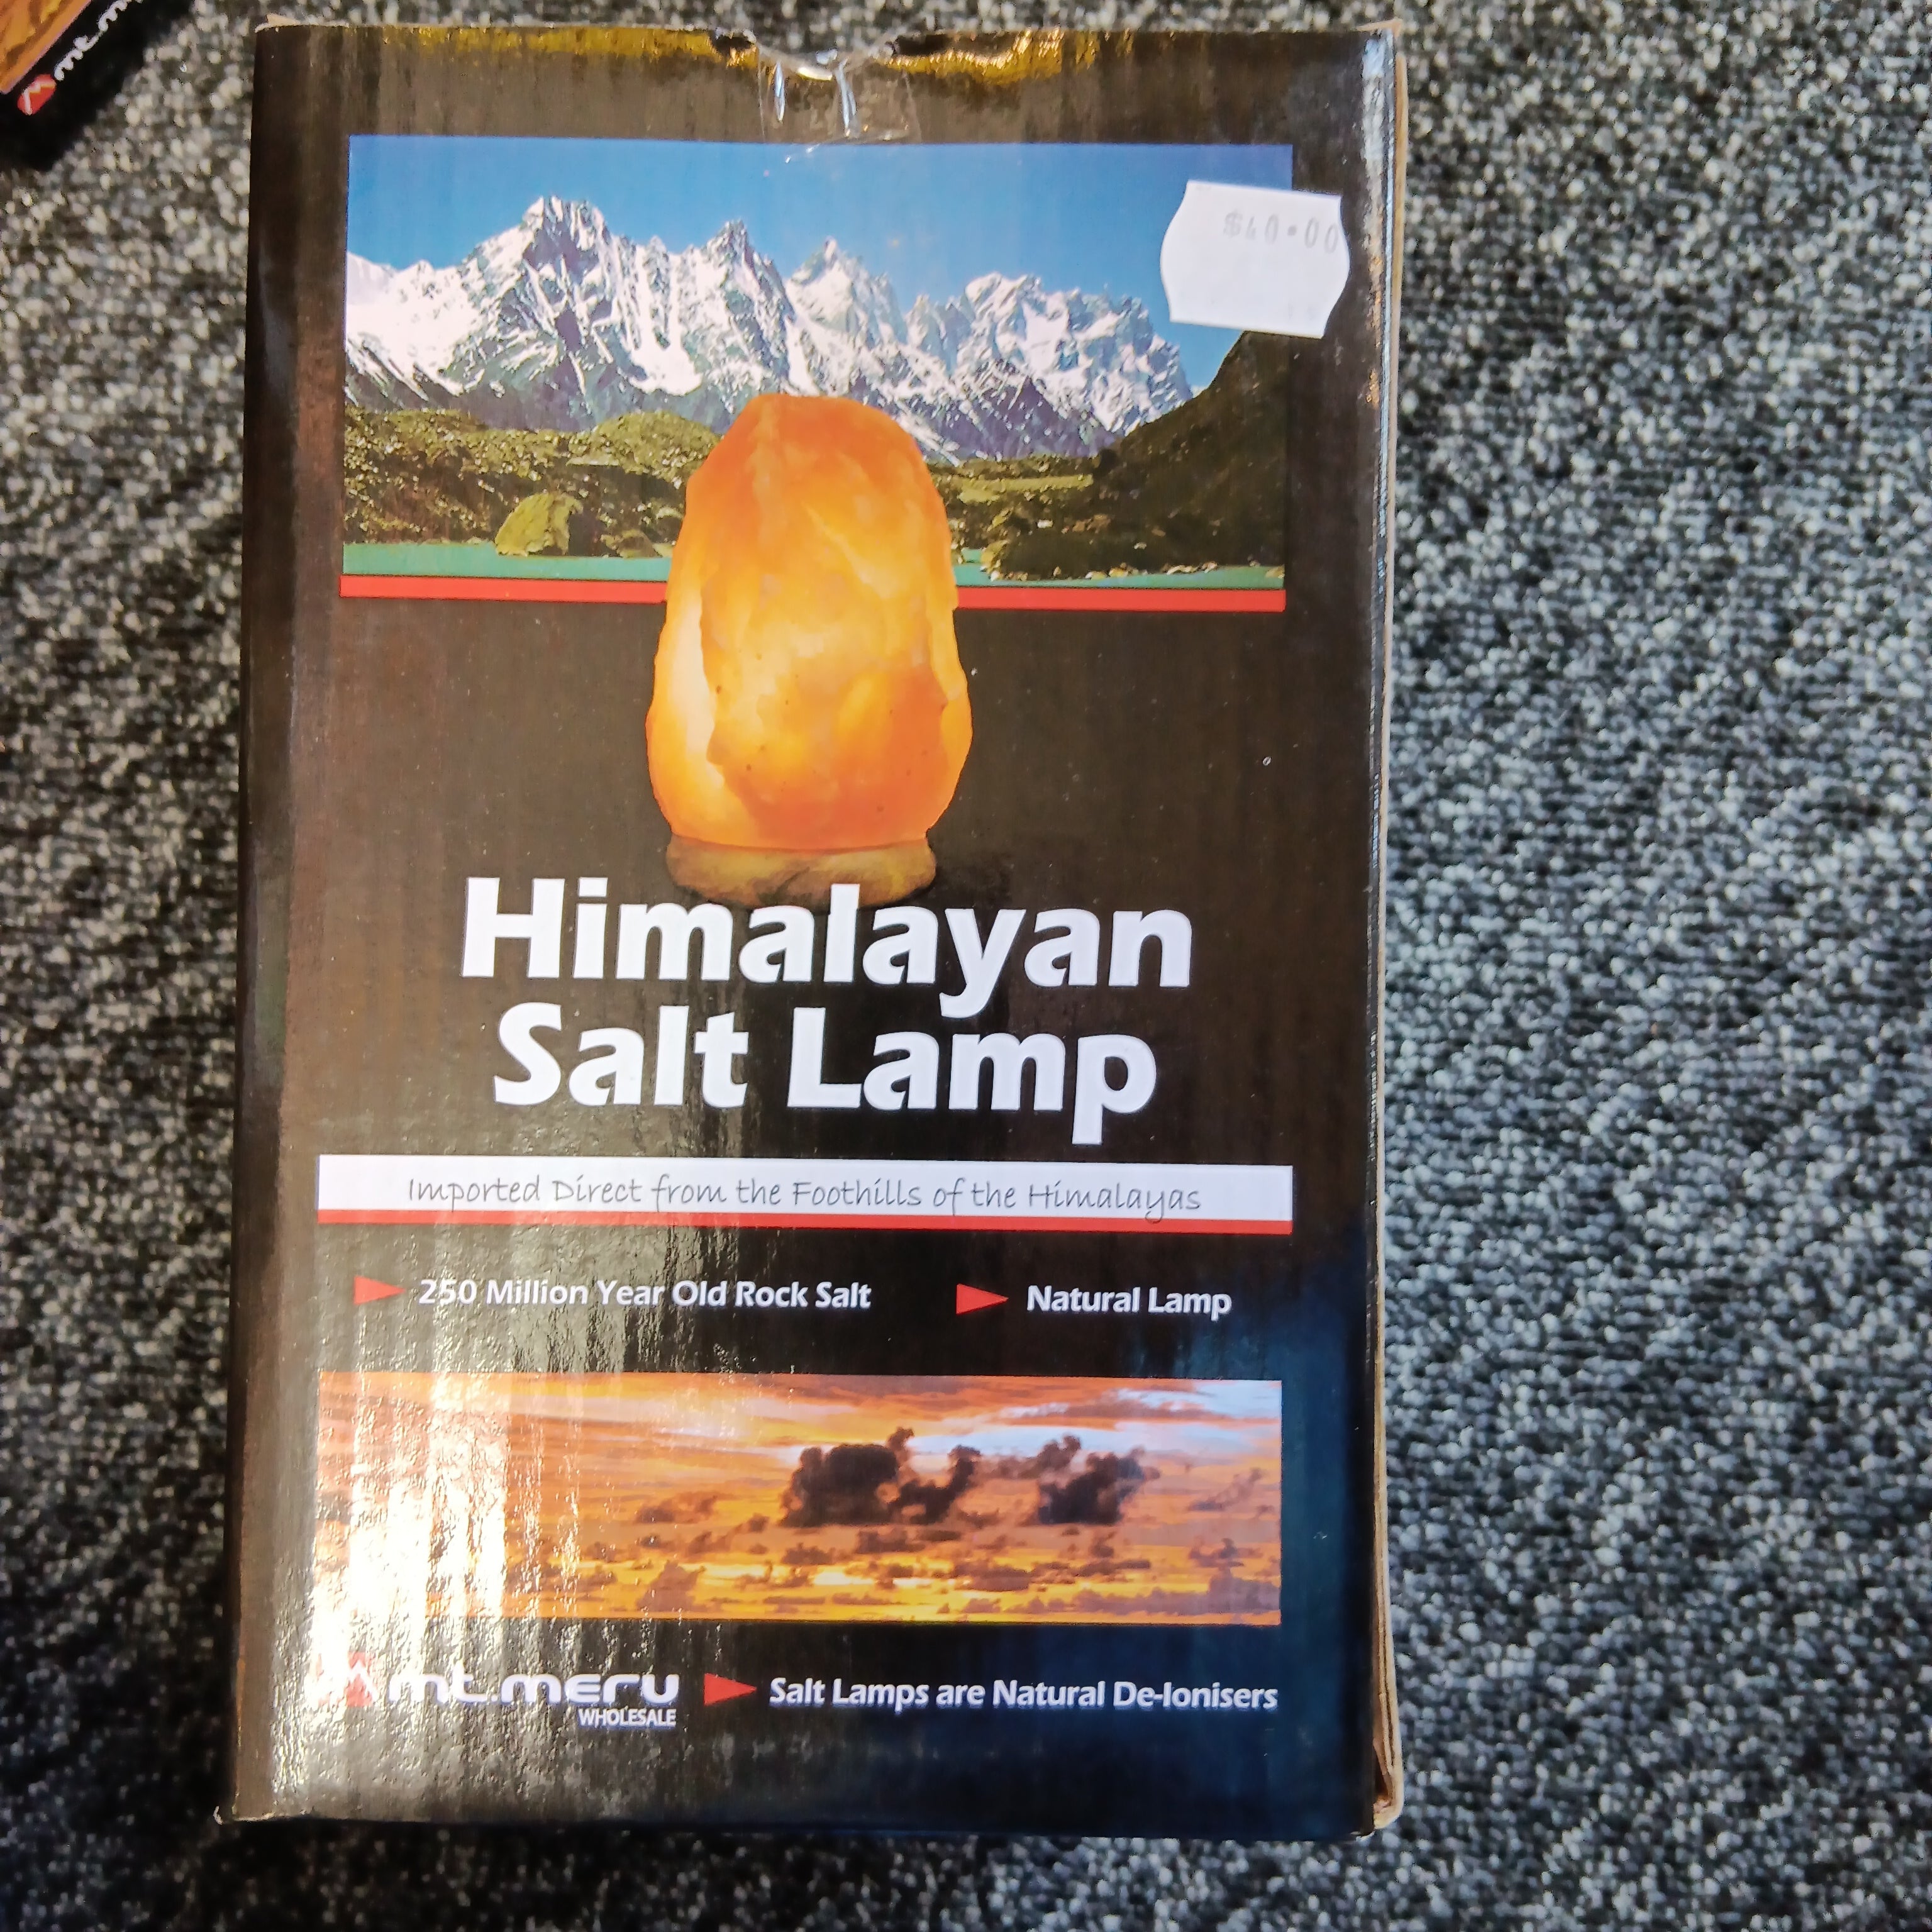 mt.m
$40.00
Himalayan
Salt Lamp
Imported Direct from the Foothills of the Himalayas
250 Million Year Old Rock Salt
Natural Lamp
mt.meru
WHOLESALE
Salt Lamps are Natural De-Ionisers